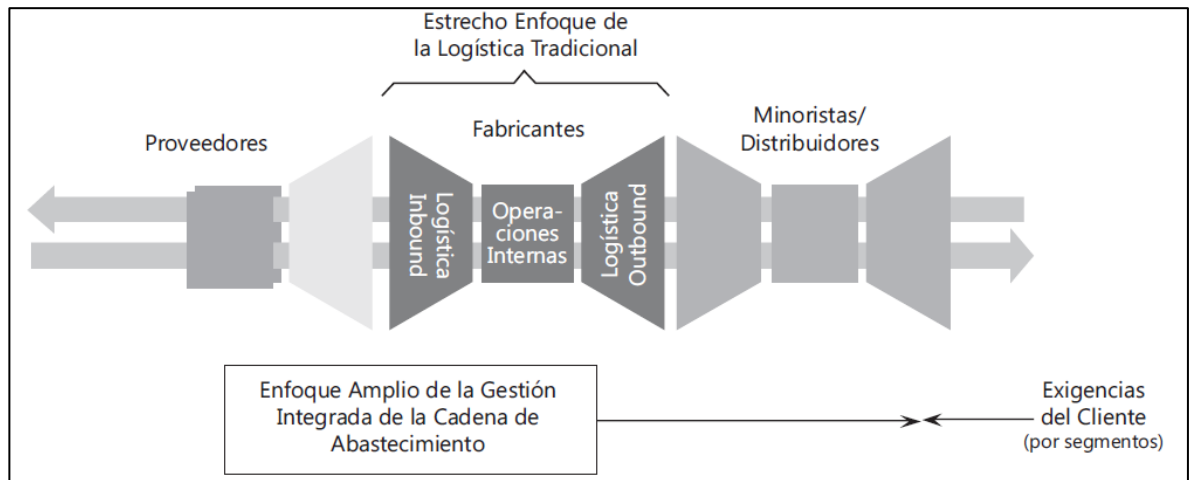 Estrecho Enfoque de
la Logística Tradicional
Proveedores
Fabricantes
Minoristas/
Distribuidores
Logística
Inbound
Opera-
ciones
Internas
Logística
Outbound
Enfoque Amplio de la Gestión
Integrada de la Cadena de
Abastecimiento
Exigencias
del Cliente
(por segmentos)